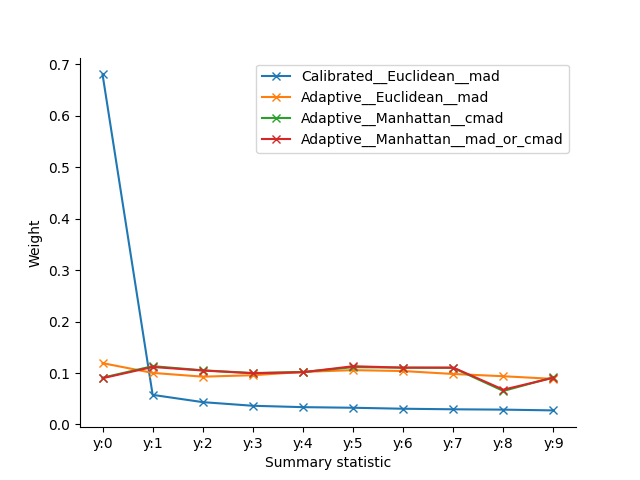 0.7
0.6
0.5
0.4
0.3
0.2
0.1
0.0
Weight
Calibrated__Euclidean__mad
Adaptive__Euclidean__mad
Adaptive__Manhattan__cmad
Adaptive__Manhattan__mad_or_cmad
y:0 y:1 y:2 y:3 y:4 y:5 y:6 y:7 y:8 y:9
Summary statistic